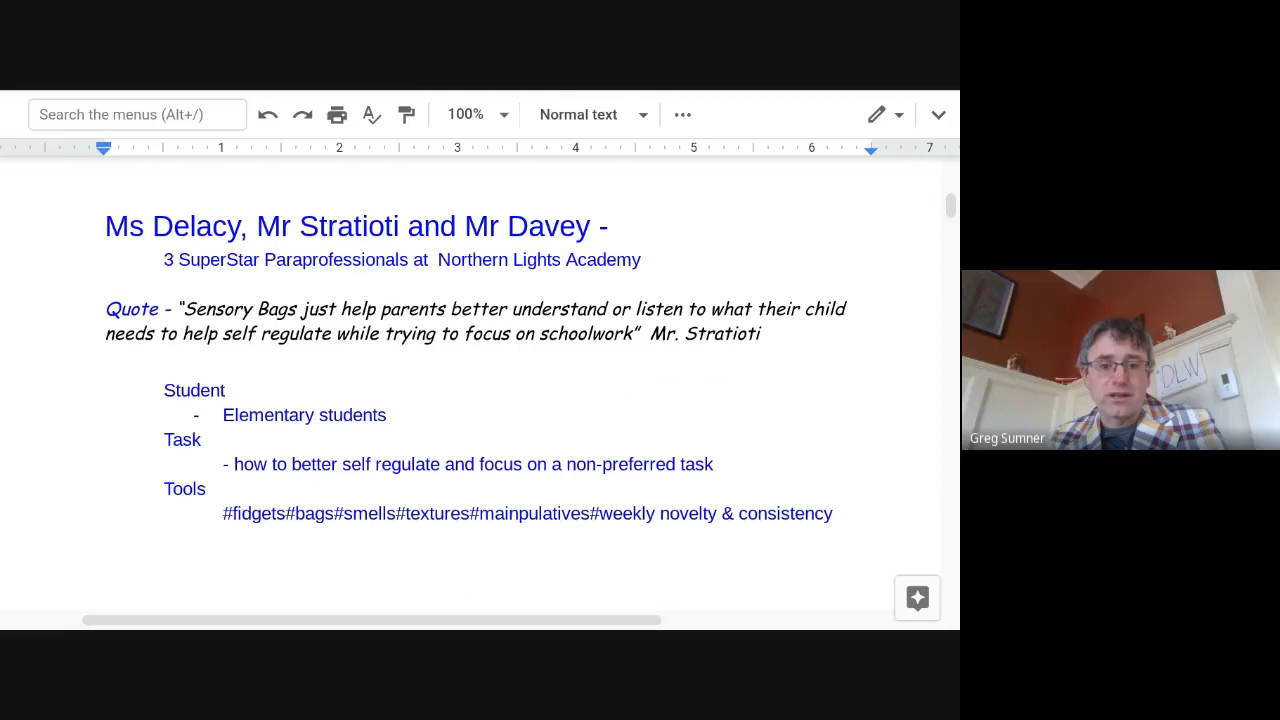 Search the menus (Alt+/)
100%
Normal text
1 2 3 4 5 6 7
Ms Delacy, Mr Stratioti and Mr Davey -
3 SuperStar Paraprofessionals at Northern Lights Academy
Quote - "Sensory Bags just help parents better understand or listen to what their child
needs to help self regulate while trying to focus on schoolwork" Mr. Stratioti
Student
- Elementary students
Task
- how to better self regulate and focus on a non-preferred task
Tools
#fidgets#bags#smells#textures#mainpulatives#weekly novelty & consistency
DLW
Greg Sumner